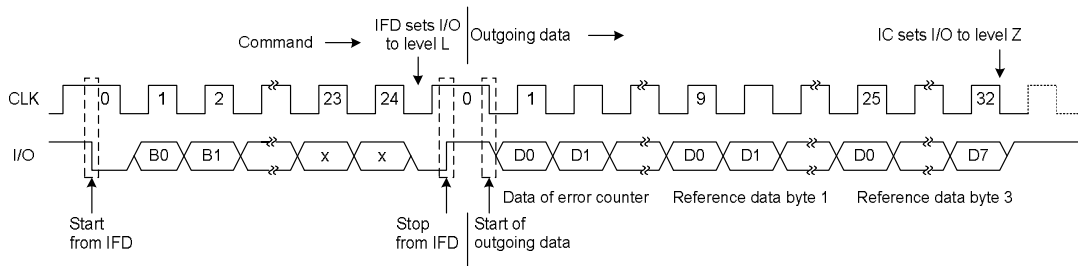 IFD sets I/O
to level L
Command
Outgoing data
IC sets I/O to level Z
CLK 0 1 2 23 24 0 1 9 25 32
I/O B0 B1 x x D0 D1 D0 D1 D0 D7
Data of error counter Reference data byte 1 Reference data byte 3
Start
from IFD
Stop
from IFD
Start of
outgoing data